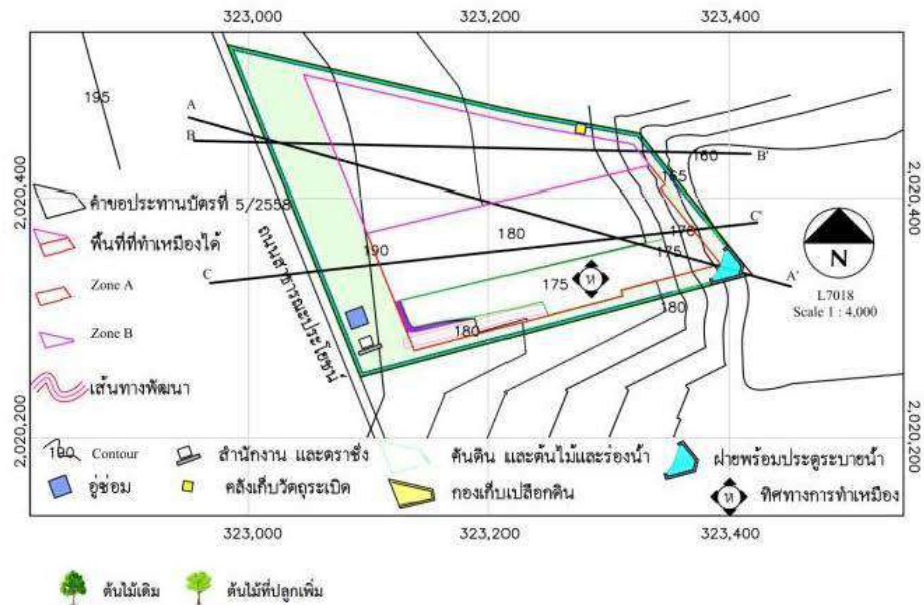 323,000 323,200 323,400
195
A
B
160
B'
165
2,020,400
2,020,400
คำขอประทานบัตรที่ 5/2558
C'
170
พื้นที่ที่ทำเหมืองได้
ถนนสาธารณะประโยชน์
190
180
175
N
Zone A
C
175
ห
A'
L7018
Scale 1 : 4,000
Zone B
180
180
เส้นทางพัฒนา
2,020,200
2,020,200
190 Contour
สำนักงาน และตราชั่ง
คันดิน และต้นไม้และร่องน้ำ
ฝายพร้อมประตูระบายน้ำ
อู่ซ่อม
คลังเก็บวัตถุระเบิด
กองเก็บเปลือกดิน
ห ทิศทางการทำเหมือง
323,000 323,200 323,400
ต้นไม้เดิม ต้นไม้ที่ปลูกเพิ่ม